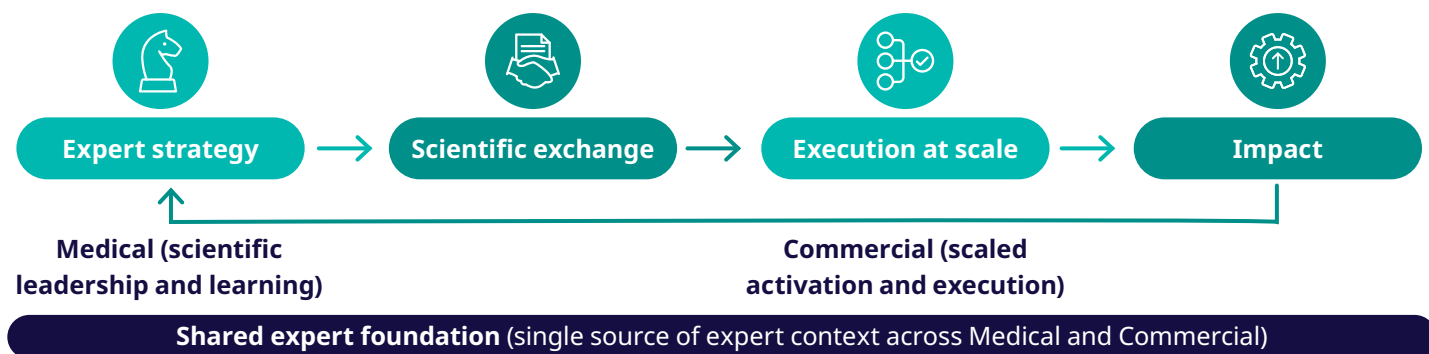 Expert strategy
Scientific exchange
Execution at scale
Impact
Medical (scientific
leadership and learning)
Commercial (scaled
activation and execution)
Shared expert foundation (single source of expert context across Medical and Commercial)